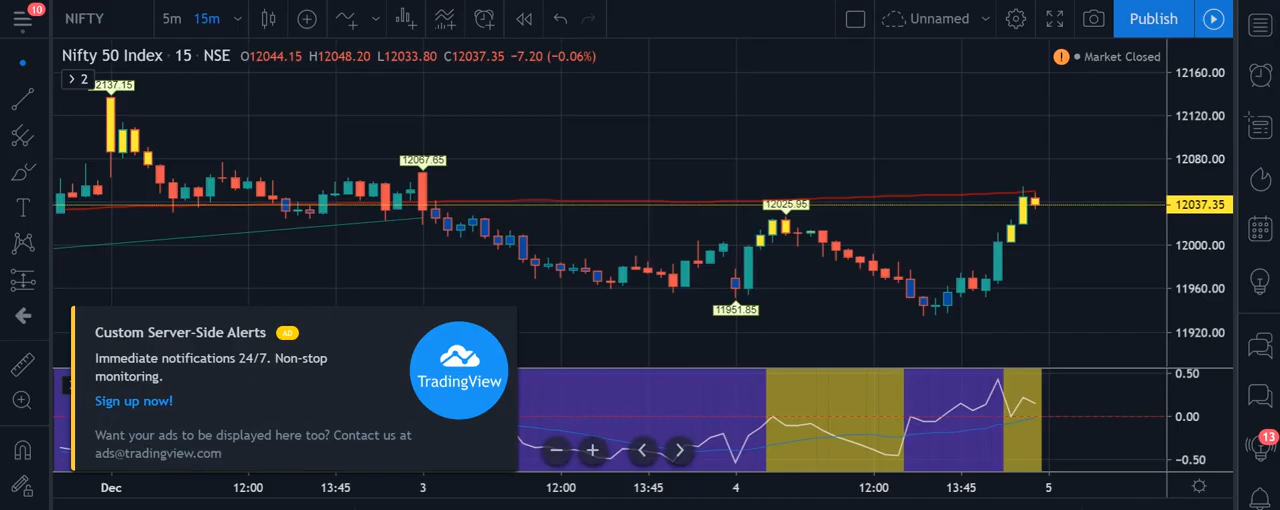 10
NIFTY
5m
15m
Unnamed
Publish
Nifty 50 Index · 15 · NSE
O12044.15 H12048.20 L12033.80 C12037.35 −7.20 (−0.06%)
! Market Closed
2
12137.15
12067.65
12025.95
11951.85
12160.00
12120.00
12080.00
12037.35
12000.00
11960.00
11920.00
Custom Server-Side Alerts AD
Immediate notifications 24/7. Non-stop
monitoring.
Sign up now!
Want your ads to be displayed here too? Contact us at
ads@tradingview.com
TradingView
0.50
0.00
−0.50
13
Dec 12:00 13:45 3 12:00 13:45 4 12:00 13:45 5